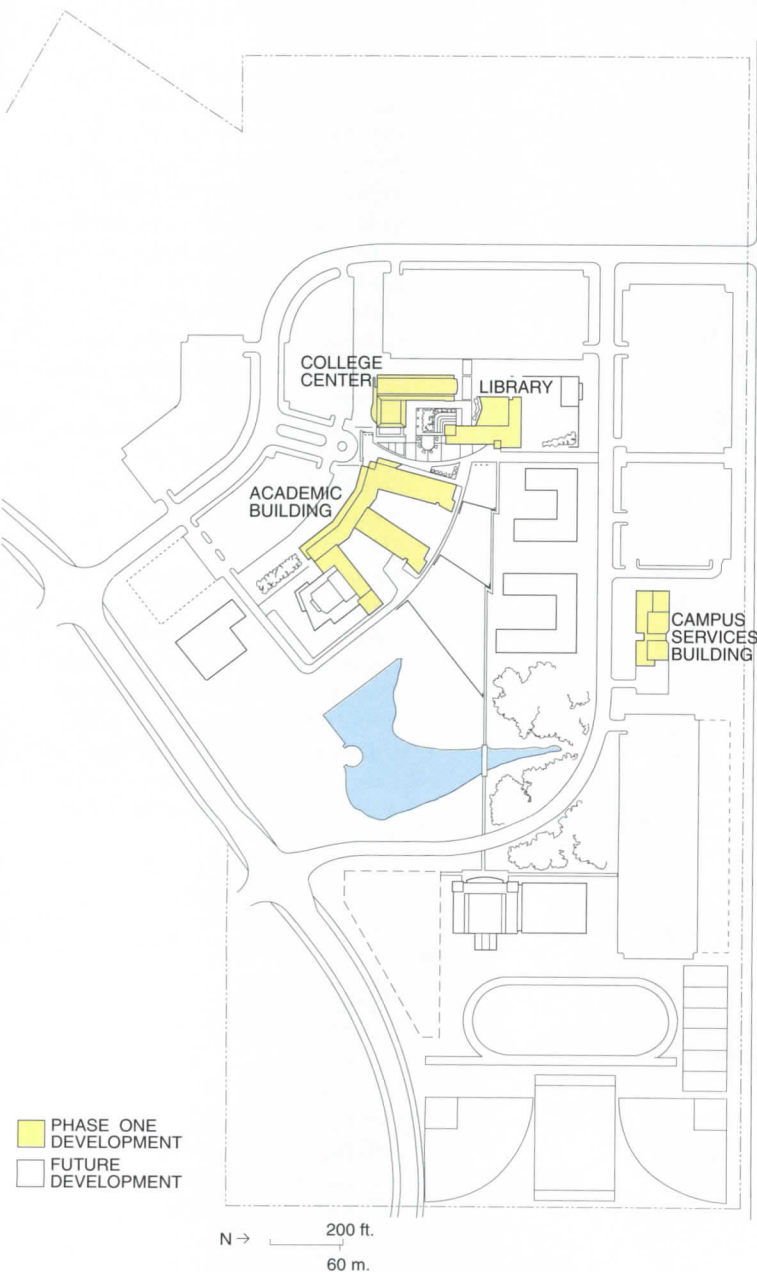 COLLEGE
CENTER
LIBRARY
ACADEMIC
BUILDING
CAMPUS
SERVICES
BUILDING
PHASE ONE
DEVELOPMENT
FUTURE
DEVELOPMENT
N →
200 ft.
60 m.